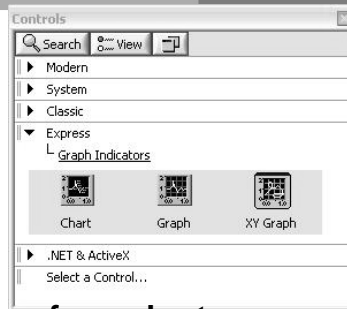 Controls
Search View
Modern
System
Classic
Express
Graph Indicators
Chart Graph XY Graph
.NET & ActiveX
Select a Control...